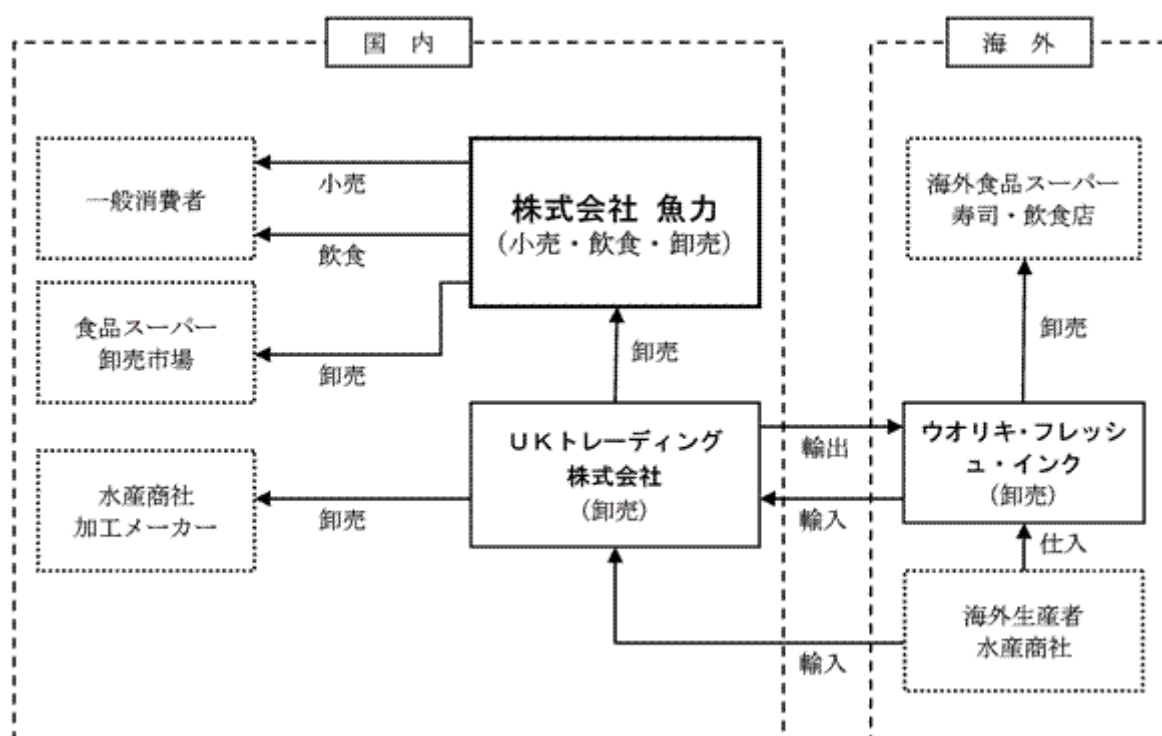 国 内
海 外
一般消費者
小売
飲食
株式会社 魚力
(小売・飲食・卸売)
海外食品スーパー
寿司・飲食店
食品スーパー
卸売市場
卸売
卸売
卸売
UKトレーディング
株式会社
(卸売)
輸出
輸入
ウオリキ・フレッシ
ュ・インク
(卸売)
水産商社
加工メーカー
卸売
仕入
海外生産者
水産商社
輸入